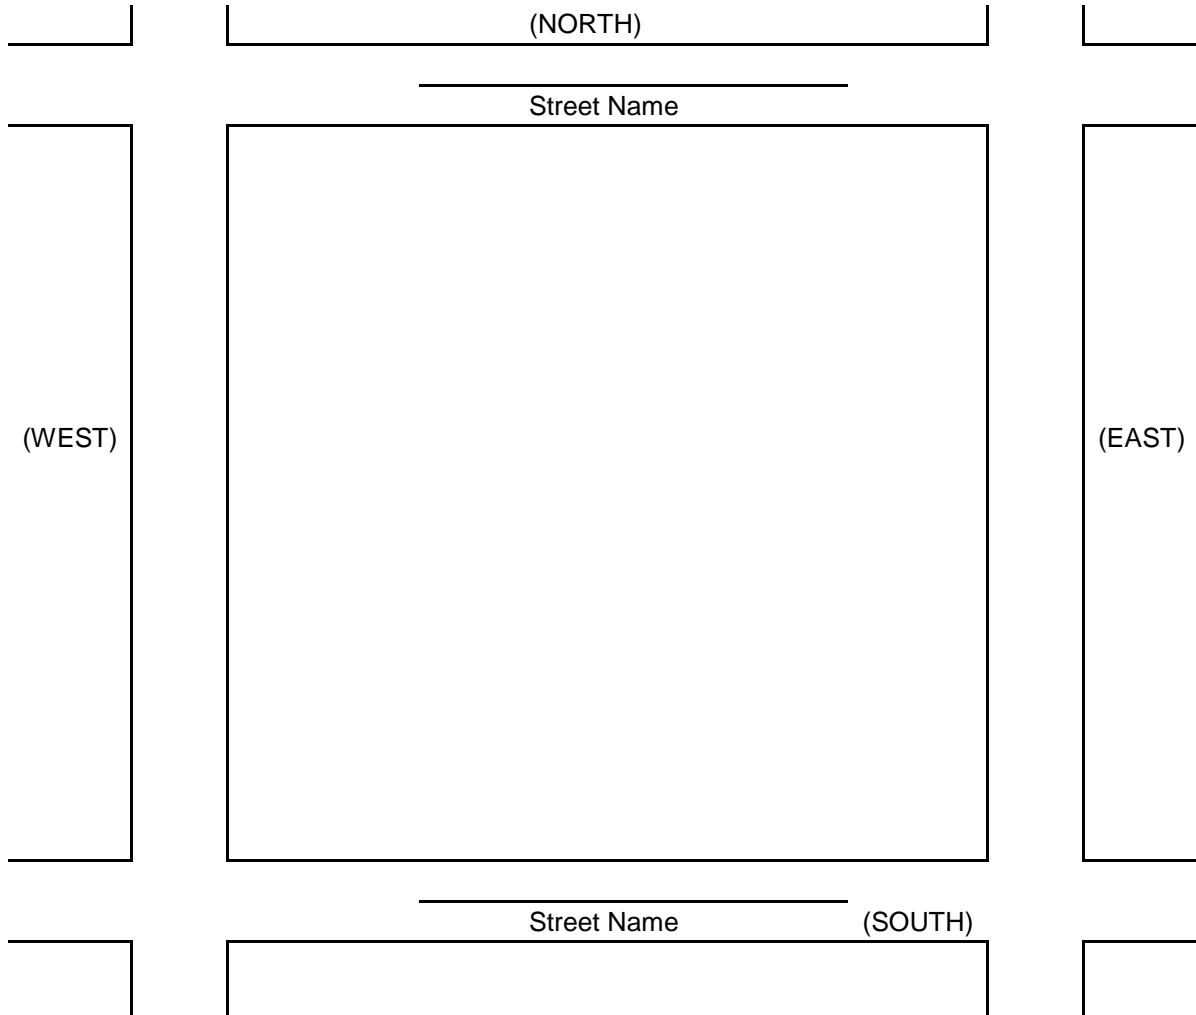 (NORTH)
Street Name
(WEST)
(EAST)
Street Name
(SOUTH)